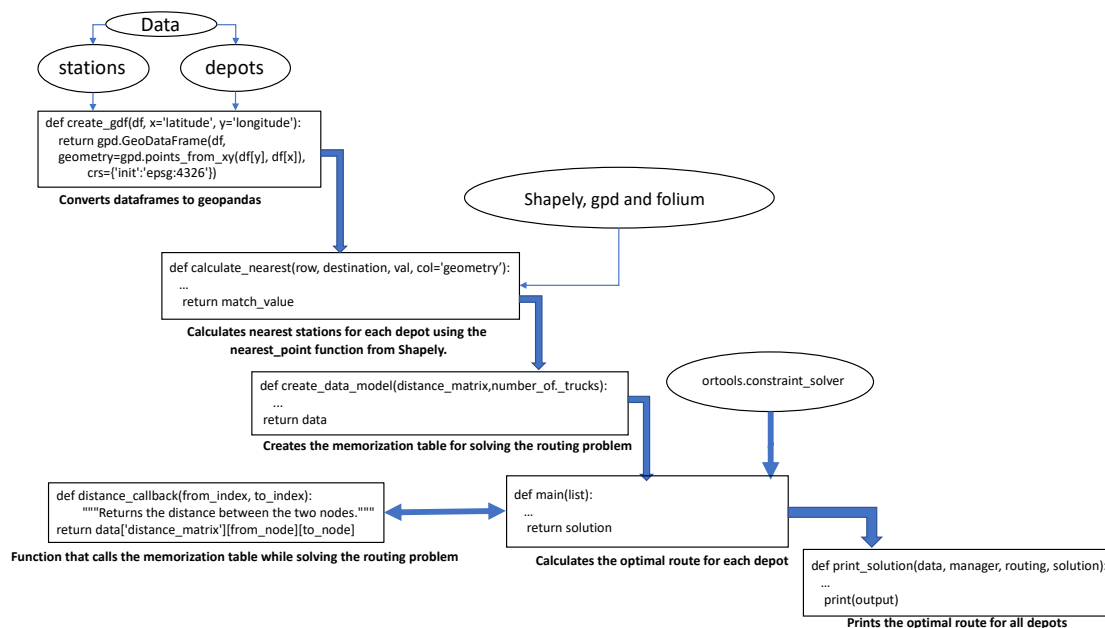 Data
stations
depots
def create_gdf(df, x='latitude', y='longitude'):
return gpd.GeoDataFrame(df,
geometry=gpd.points_from_xy(df[y], df[x]),
crs={'init':'epsg:4326'})
Converts dataframes to geopandas
Shapely, gpd and folium
def calculate_nearest(row, destination, val, col='geometry’):
...
return match_value
Calculates nearest stations for each depot using the
nearest_point function from Shapely.
def create_data_model(distance_matrix,number_of._trucks):
...
return data
Creates the memorization table for solving the routing problem
ortools.constraint_solver
def distance_callback(from_index, to_index):
"""Returns the distance between the two nodes."""
return data['distance_matrix'][from_node][to_node]
Function that calls the memorization table while solving the routing problem
def main(list):
...
return solution
Calculates the optimal route for each depot
def print_solution(data, manager, routing, solution):
...
print(output)
Prints the optimal route for all depots